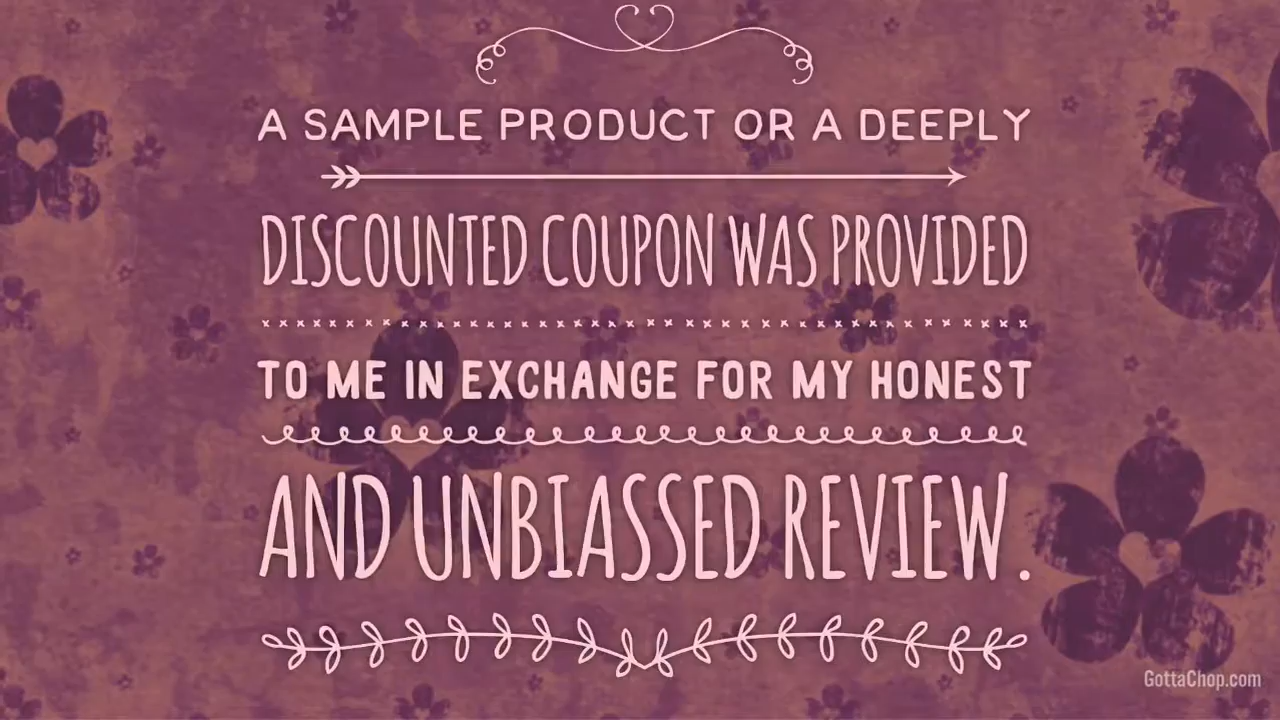 A SAMPLE PRODUCT OR A DEEPLY
DISCOUNTED COUPON WAS PROVIDED
TO ME IN EXCHANGE FOR MY HONEST
AND UNBIASSED REVIEW.
GottaChop.com